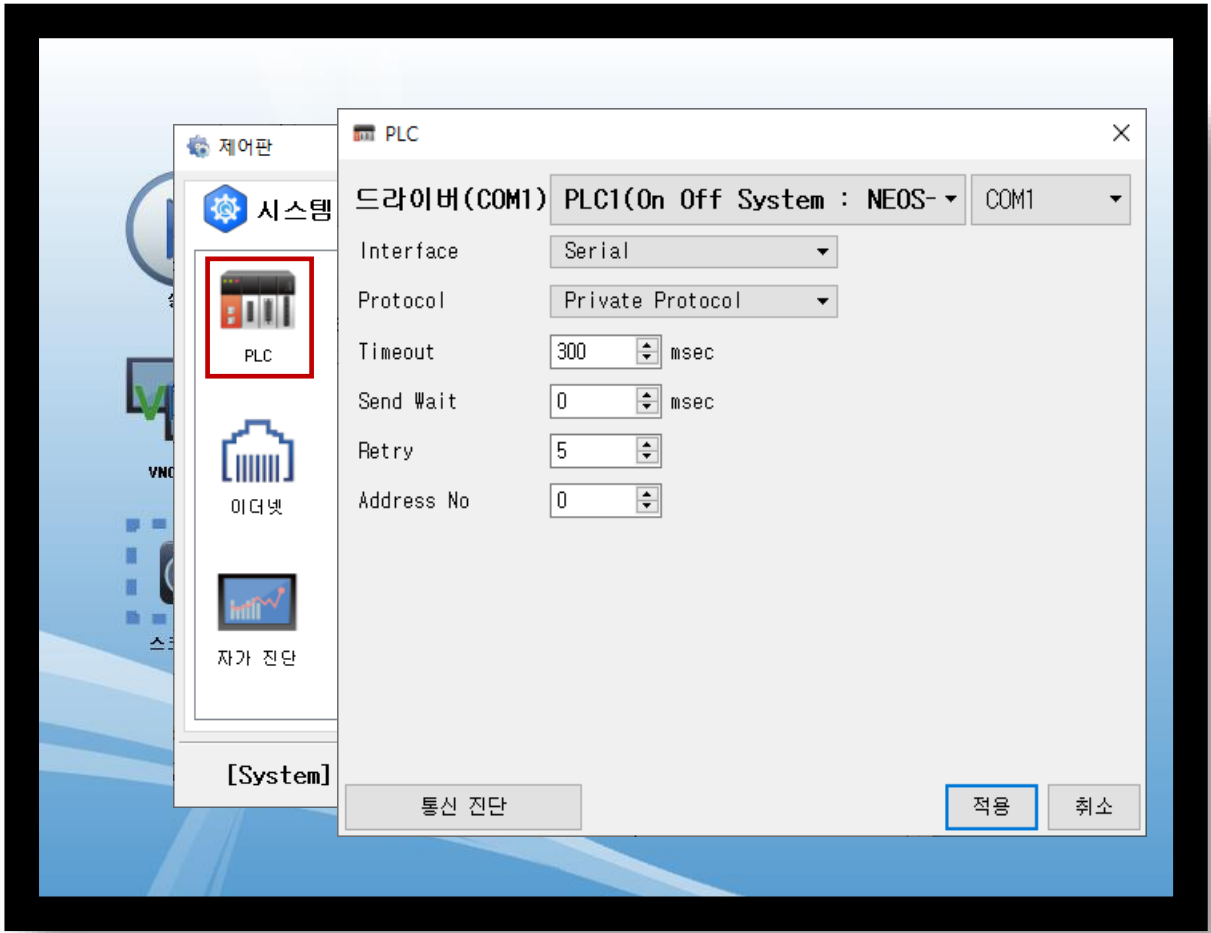 제어판
PLC
시스템
드라이버(COM1) PLC1(On Off System : NEOS- COM1
Interface Serial
Protocol Private Protocol
Timeout 300 msec
Send Wait 0 msec
Retry 5
Address No 0
PLC
이더넷
자가 진단
VNC
[System]
통신 진단 적용 취소